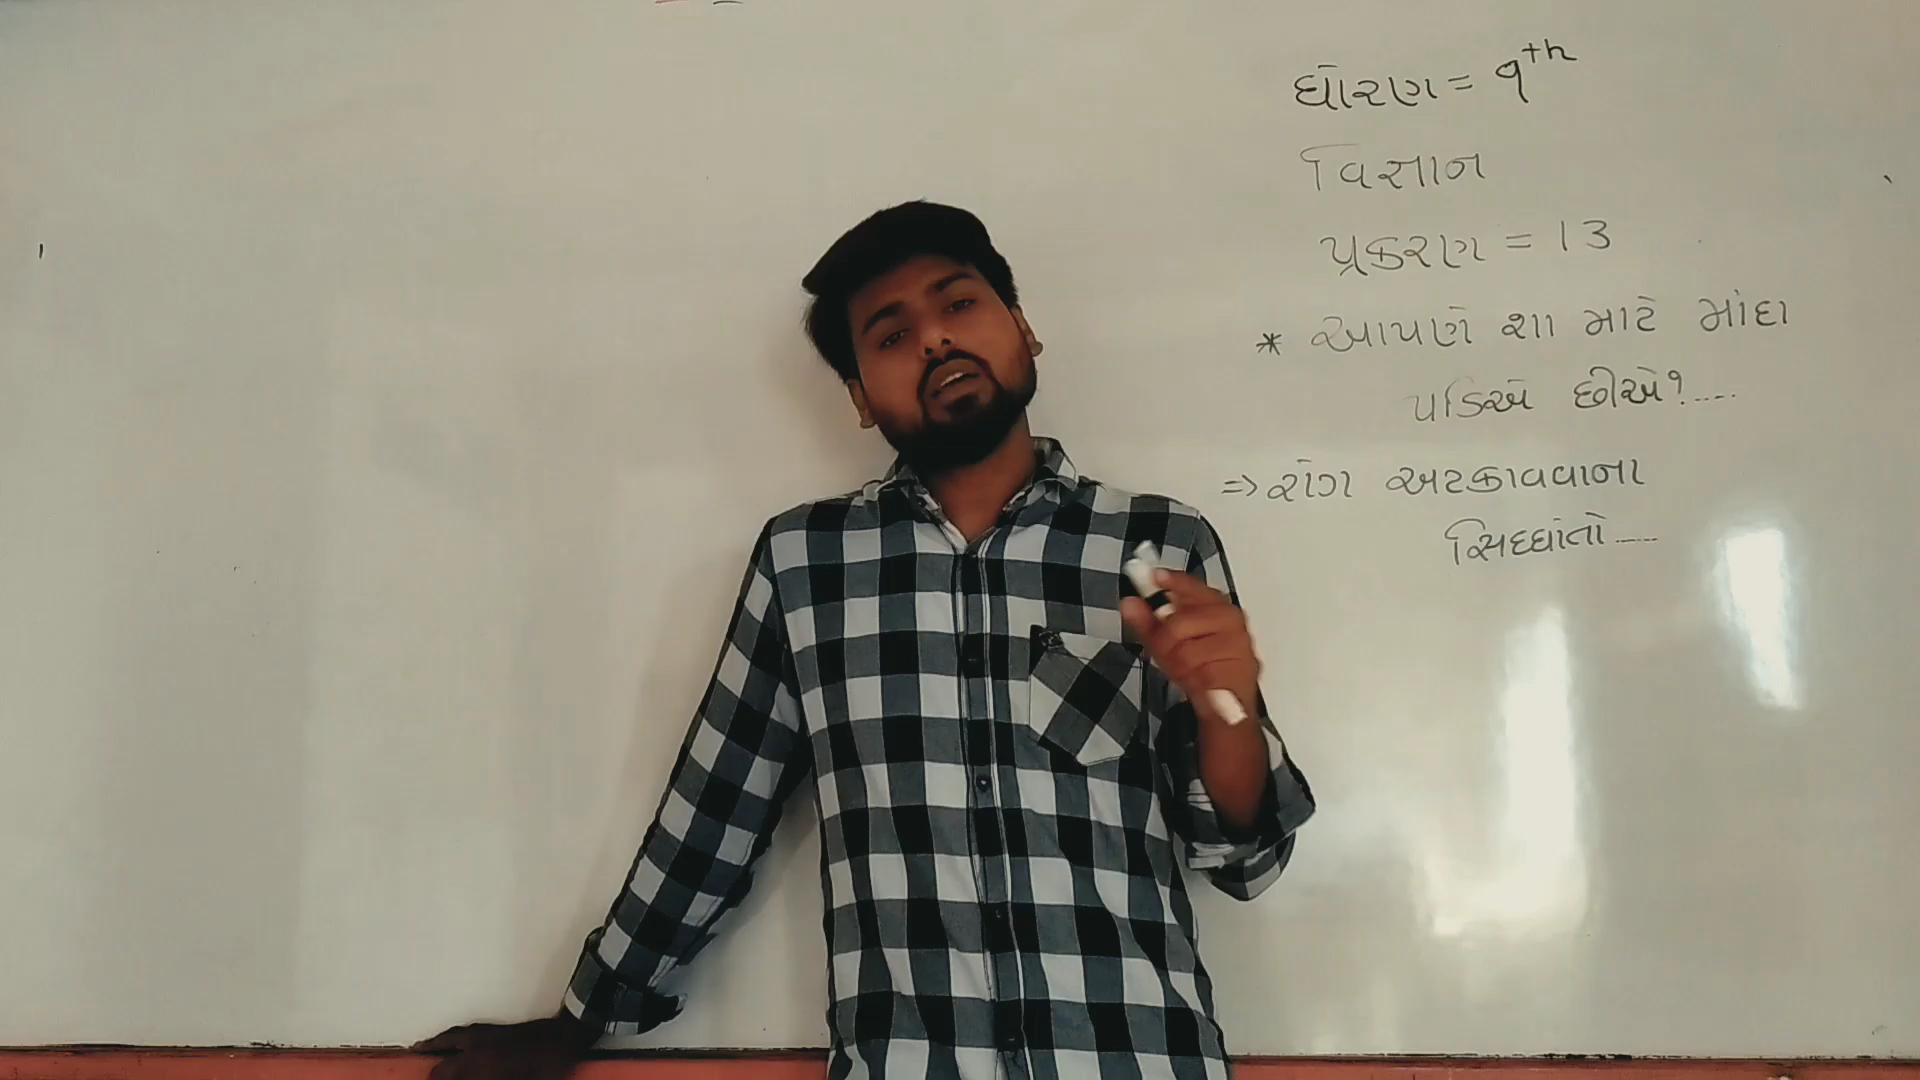 ધોરણ = 9th
વિજ્ઞાન
પ્રકરણ = 13
* આપણે શા માટે માંદા
પડિએ છીએ?....
=> રોગ અટકાવવાના
સિધ્ધાંતો.....